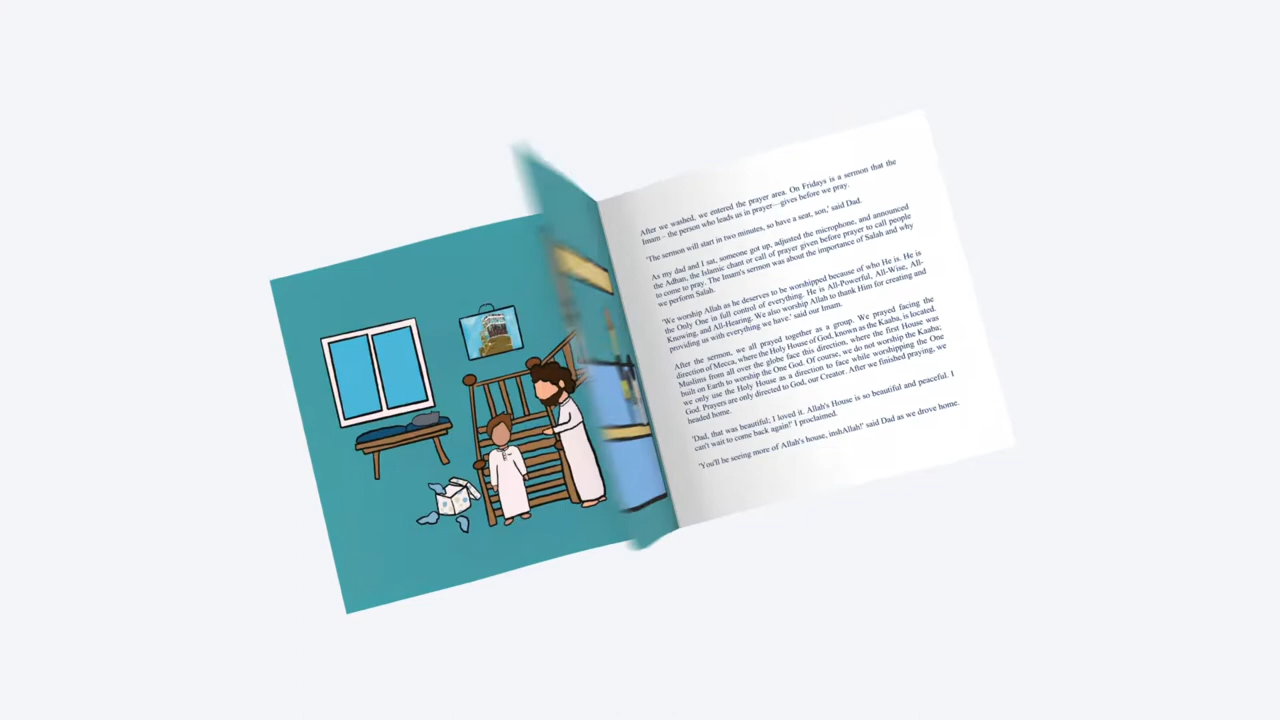 After we washed, we entered the prayer area. On Fridays is a sermon that the
Imam – the person who leads us in prayer– gives before we pray.
'The sermon will start in two minutes, so have a seat, son,' said Dad.
As my dad and I sat, someone got up, adjusted the microphone, and announced
the Adhan, the Islamic chant or call of prayer given before prayer to call people
to come to pray. The Imam's sermon was about the importance of Salah and why
we perform Salah.
'We worship Allah as he deserves to be worshipped because of who He is. He is
the Only One in full control of everything. He is All-Powerful, All-Wise, All-
Knowing, and All-Hearing. We also worship Allah to thank Him for creating and
providing us with everything we have.' said our Imam.
After the sermon, we all prayed together as a group. We prayed facing the
direction of Mecca, where the Holy House of God, known as the Kaaba, is located.
Muslims from all over the globe face this direction, where the first House was
built on Earth to worship the One God. Of course, we do not worship the Kaaba;
we only use the Holy House as a direction to face while worshipping the One
God. Prayers are only directed to God, our Creator. After we finished praying, we
headed home.
'Dad, that was beautiful; I loved it. Allah's House is so beautiful and peaceful. I
can't wait to come back again!' I proclaimed.
'You'll be seeing more of Allah's house, inshAllah!' said Dad as we drove home.